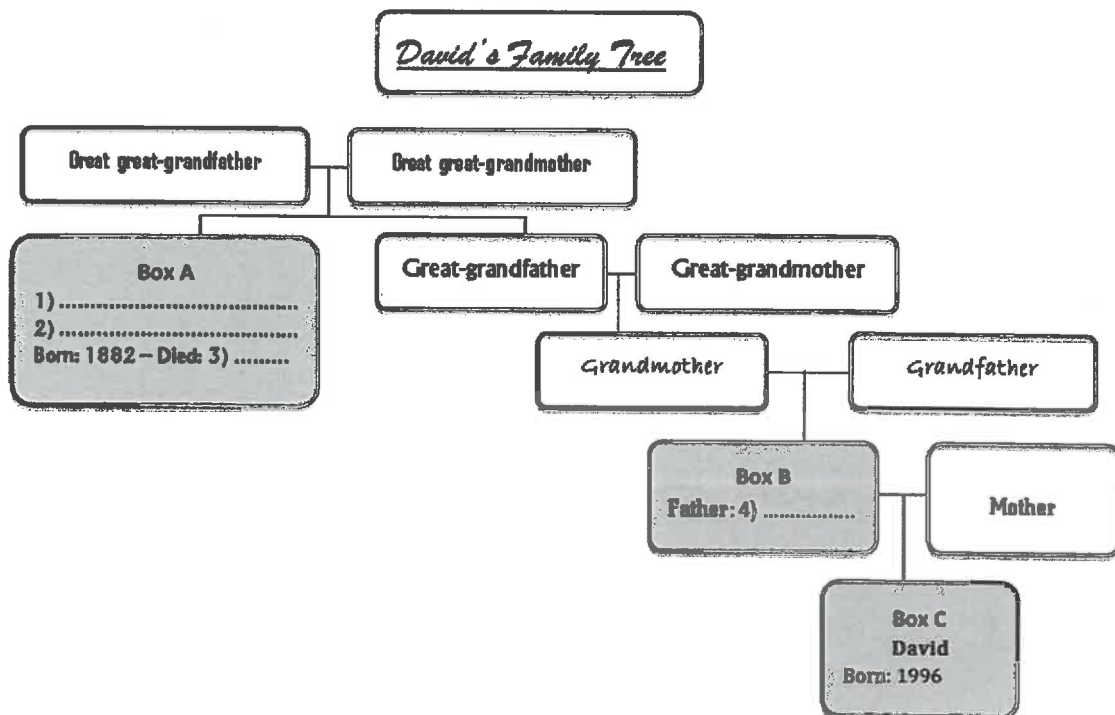 David's Family Tree
Great great-grandfather
Great great-grandmother
Box A
1) ...........................................
2) ...........................................
Born: 1882 – Died: 3) ..........
Great-grandfather
Great-grandmother
Grandmother
Grandfather
Box B
Father: 4) .................
Mother
Box C
David
Born: 1996